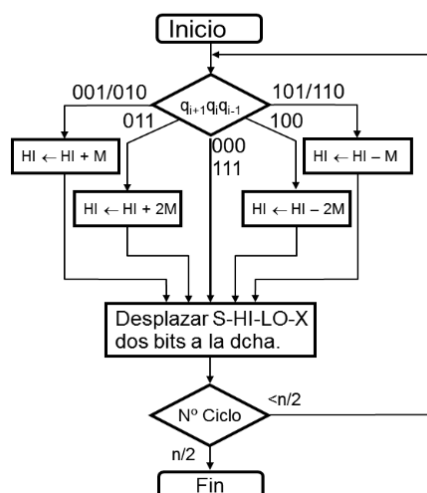 Inicio
001/010
101/110
qi+1qiqi-1
011
100
HI ← HI + M
000
111
HI ← HI – M
HI ← HI + 2M
HI ← HI – 2M
Desplazar S-HI-LO-X
dos bits a la dcha.
<n/2
Nº Ciclo
n/2
Fin